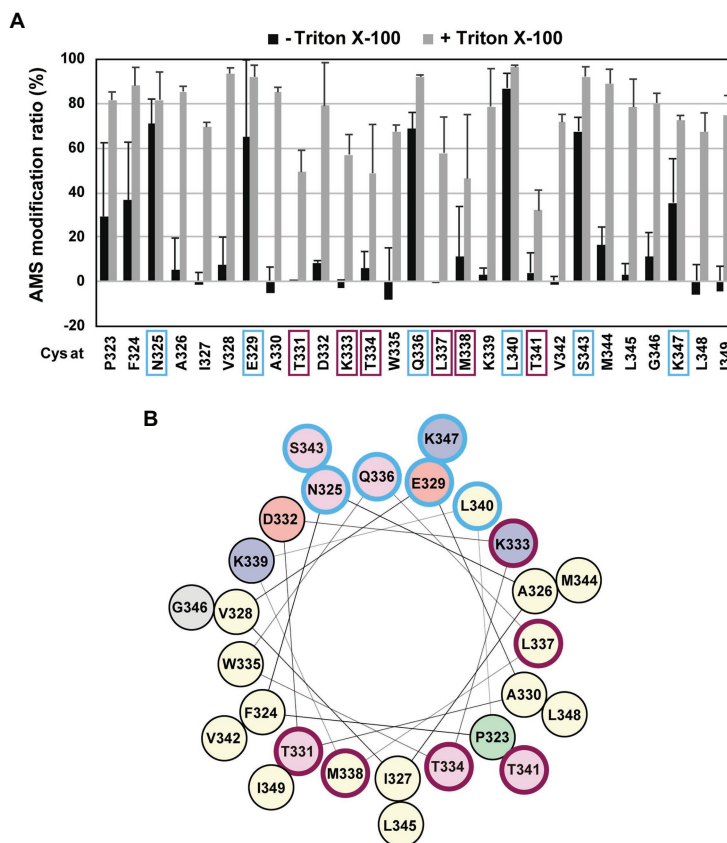 A
- Triton X-100 + Triton X-100
AMS modification ratio (%)
100
80
60
40
20
0
-20
Cys at P323 F324 N325 A326 I327 V328 E329 A330 T331 D332 K333 T334 W335 Q336 L337 M338 K339 L340 T341 V342 S343 M344 L345 G346 K347 L348 I349
B
K347
S343
Q336
N325 E329
L340
D332
K333
K339
A326 M344
G346 V328
L337
W335
A330
F324 L348
P323
V342
T331 T334
M338 I327 T341
I349
L345